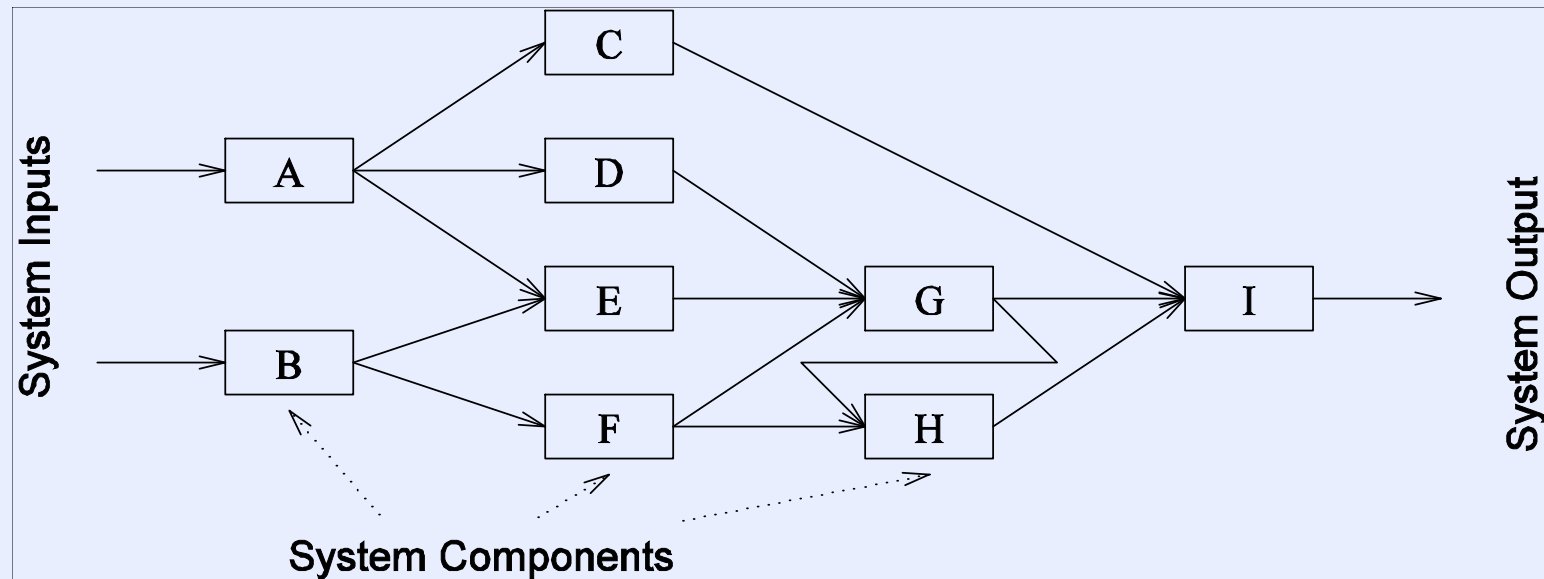 C
System Inputs
A
D
System Output
E
G
I
B
F
H
System Components